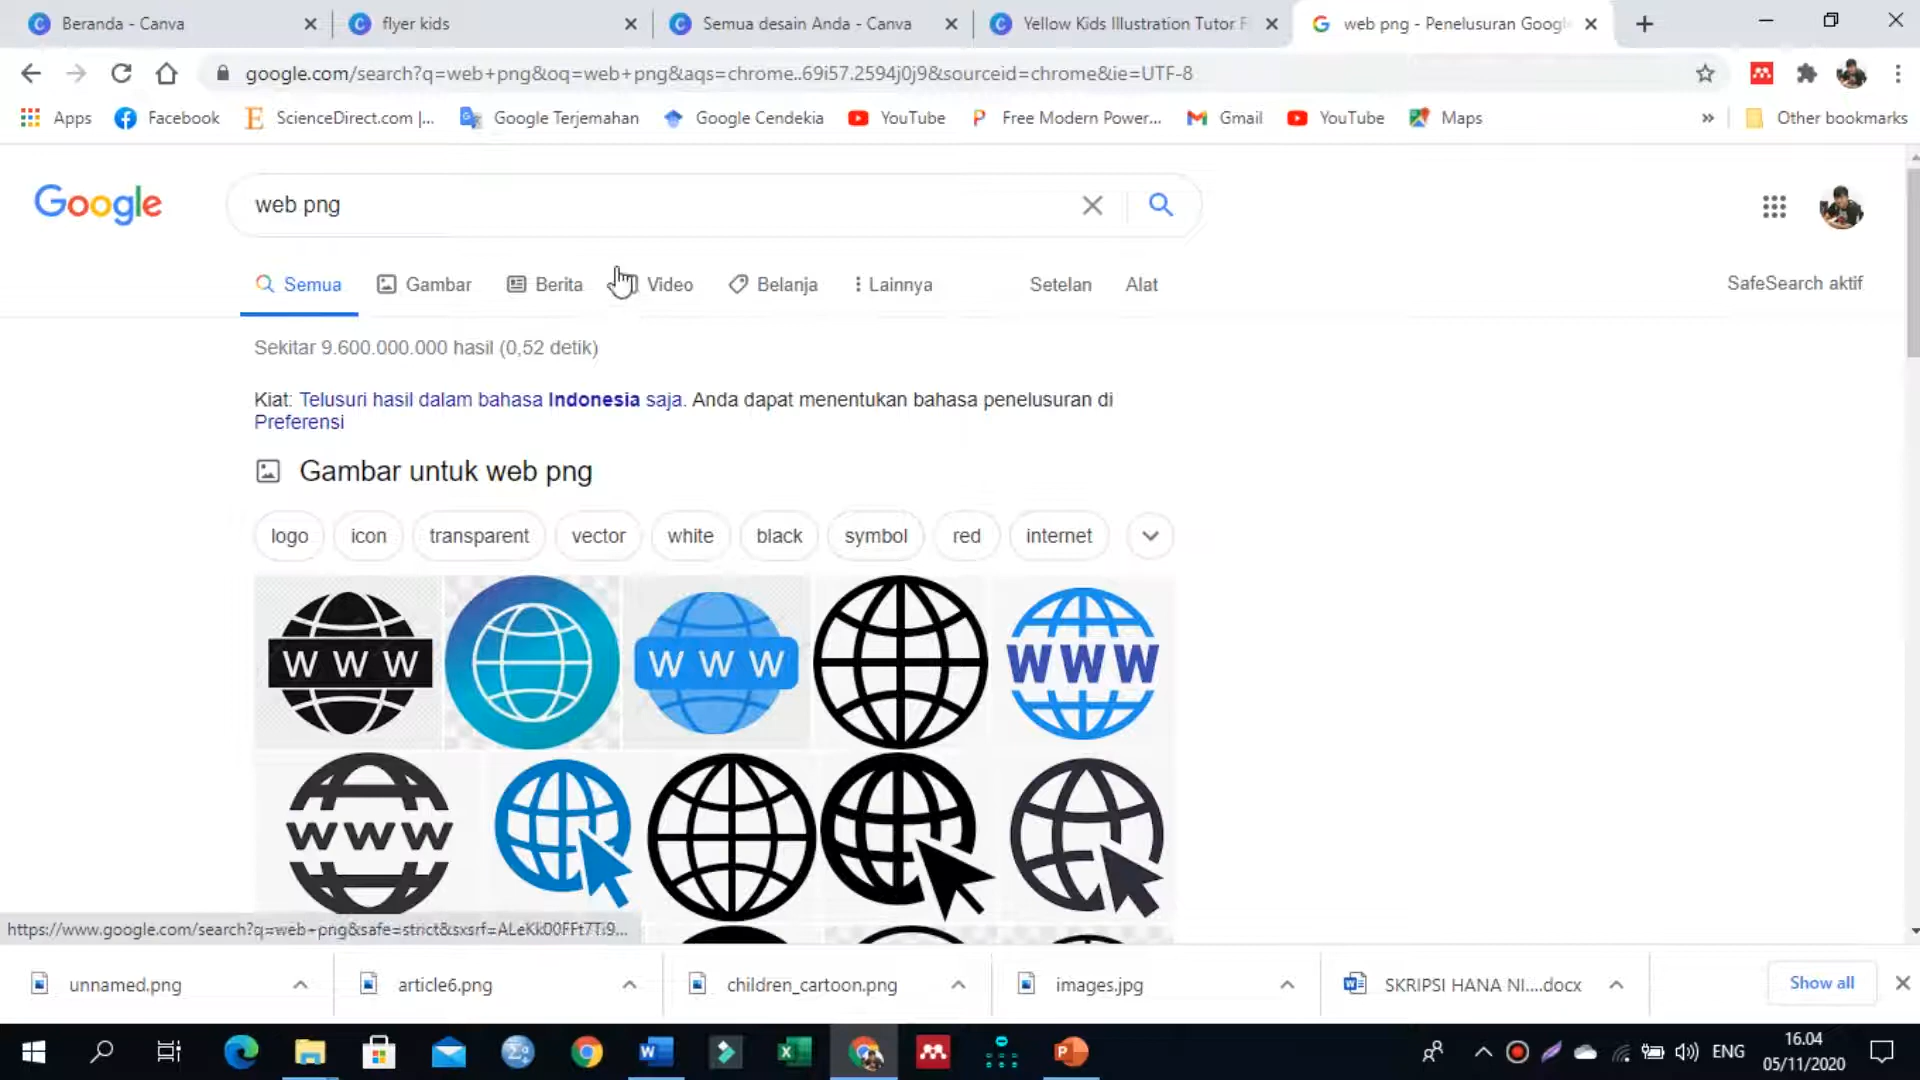 Beranda - Canva
flyer kids
Semua desain Anda - Canva
Yellow Kids Illustration Tutor F
web png - Penelusuran Googl
google.com/search?q=web+png&oq=web+png&aqs=chrome..69i57.2594j0j9&sourceid=chrome&ie=UTF-8
Apps
Facebook
ScienceDirect.com |...
Google Terjemahan
Google Cendekia
YouTube
Free Modern Power...
Gmail
YouTube
Maps
»
Other bookmarks
Google
web png
Semua
Gambar
Berita
Video
Belanja
Lainnya
Setelan
Alat
SafeSearch aktif
Sekitar 9.600.000.000 hasil (0,52 detik)
Kiat: Telusuri hasil dalam bahasa Indonesia saja. Anda dapat menentukan bahasa penelusuran di
Preferensi
Gambar untuk web png
logo
icon
transparent
vector
white
black
symbol
red
internet
WWW
WWW
WWW
www
unnamed.png
article6.png
children_cartoon.png
images.jpg
SKRIPSI HANA NI....docx
Show all
ENG
16.04
05/11/2020